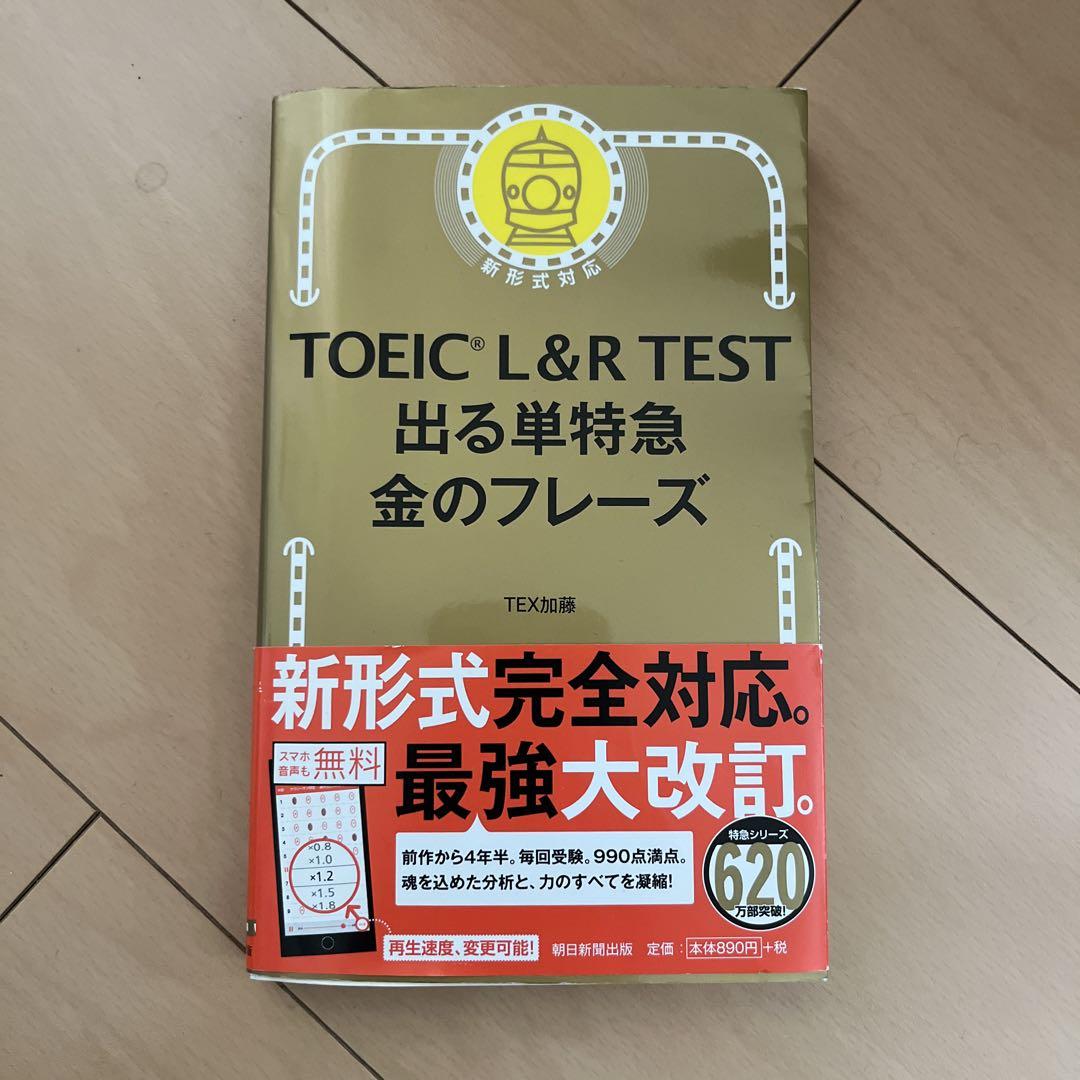 新形式対応
TOEIC® L&R TEST
出る単特急
金のフレーズ
TEX加藤
新形式完全対応。
スマホ
音声も 無料
最強大改訂。
×0.8
×1.0
×1.2
×1.5
×1.8
前作から4年半。毎回受験。990点満点。
魂を込めた分析と、力のすべてを凝縮!
特急シリーズ
620
万部突破!
再生速度、変更可能!
朝日新聞出版 定価:本体890円+税